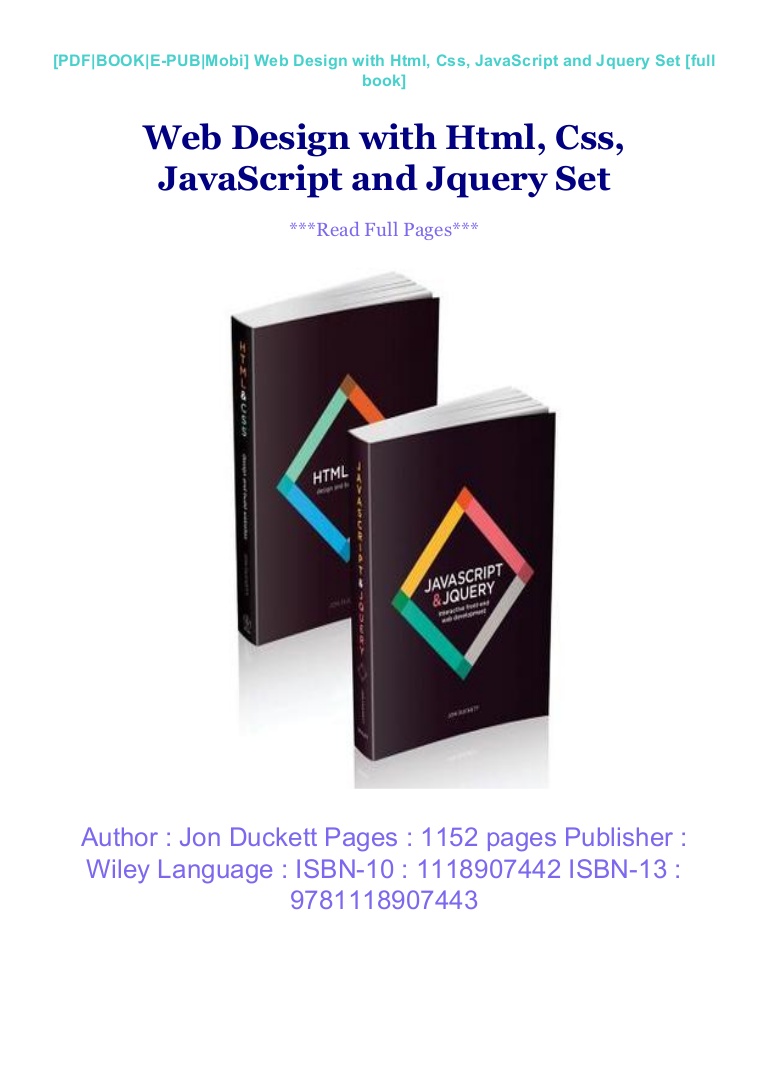 [PDF|BOOK|E-PUB|Mobi] Web Design with Html, Css, JavaScript and Jquery Set [full
book]
Web Design with Html, Css,
JavaScript and Jquery Set
***Read Full Pages***
HTML & CSS
design and build websites
HTML
design and
JAVASCRIPT & JQUERY
JAVASCRIPT
& JQUERY
interactive front-end
web development
JON DUCKETT
Author : Jon Duckett Pages : 1152 pages Publisher :
Wiley Language : ISBN-10 : 1118907442 ISBN-13 :
9781118907443